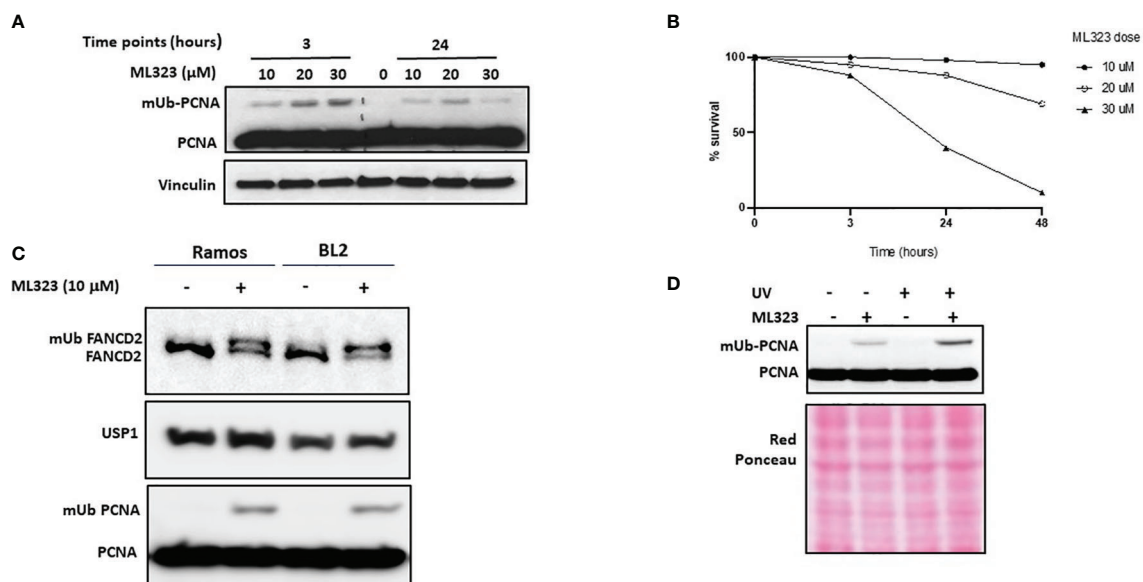 A
Time points (hours) 3 24
ML323 (µM) 10 20 30 0 10 20 30
mUb-PCNA
PCNA
Vinculin
B
ML323 dose
10 uM
20 uM
30 uM
% survival
100
50
0
0 3 24 48
Time (hours)
C
Ramos BL2
ML323 (10 µM) - + - +
mUb FANCD2
FANCD2
USP1
mUb PCNA
PCNA
D
UV - - + +
ML323 - + - +
mUb-PCNA
PCNA
Red
Ponceau